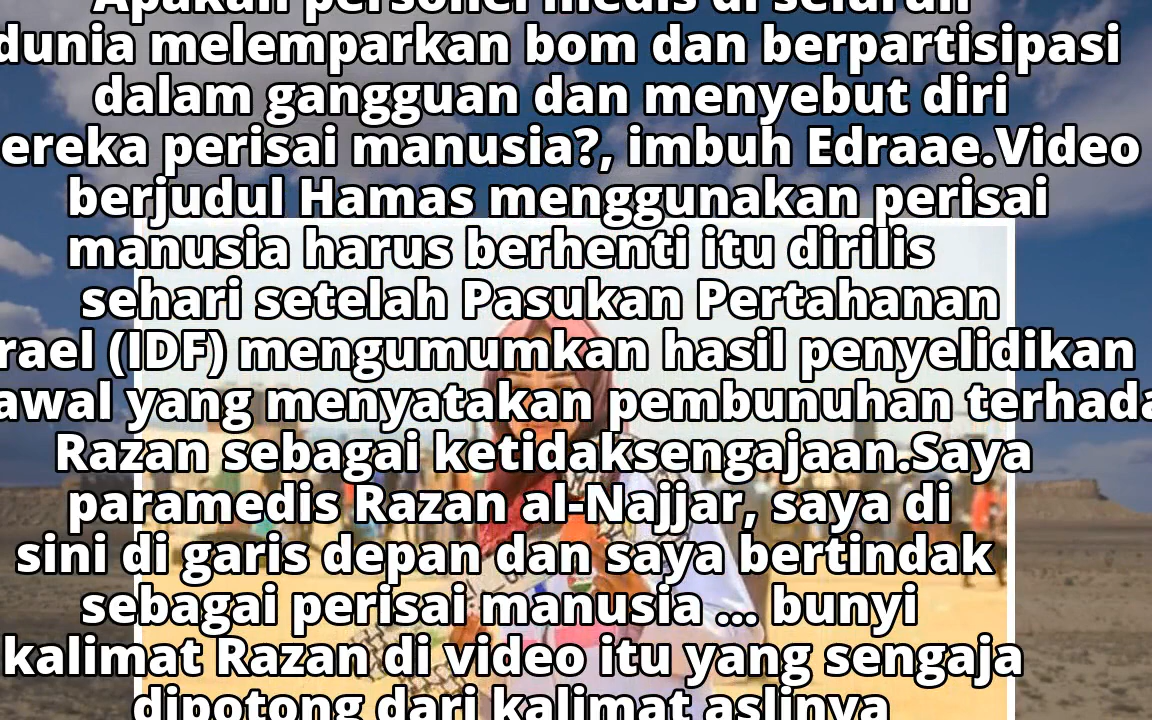 Apakah personel medis di seluruh
dunia melemparkan bom dan berpartisipasi
dalam gangguan dan menyebut diri
ereka perisai manusia?, imbuh Edraae.Video
berjudul Hamas menggunakan perisai
manusia harus berhenti itu dirilis
sehari setelah Pasukan Pertahanan
rael (IDF) mengumumkan hasil penyelidikan
awal yang menyatakan pembunuhan terhada
Razan sebagai ketidaksengajaan.Saya
paramedis Razan al-Najjar, saya di
sini di garis depan dan saya bertindak
sebagai perisai manusia ... bunyi
kalimat Razan di video itu yang sengaja
dipotong dari kalimat aslinya